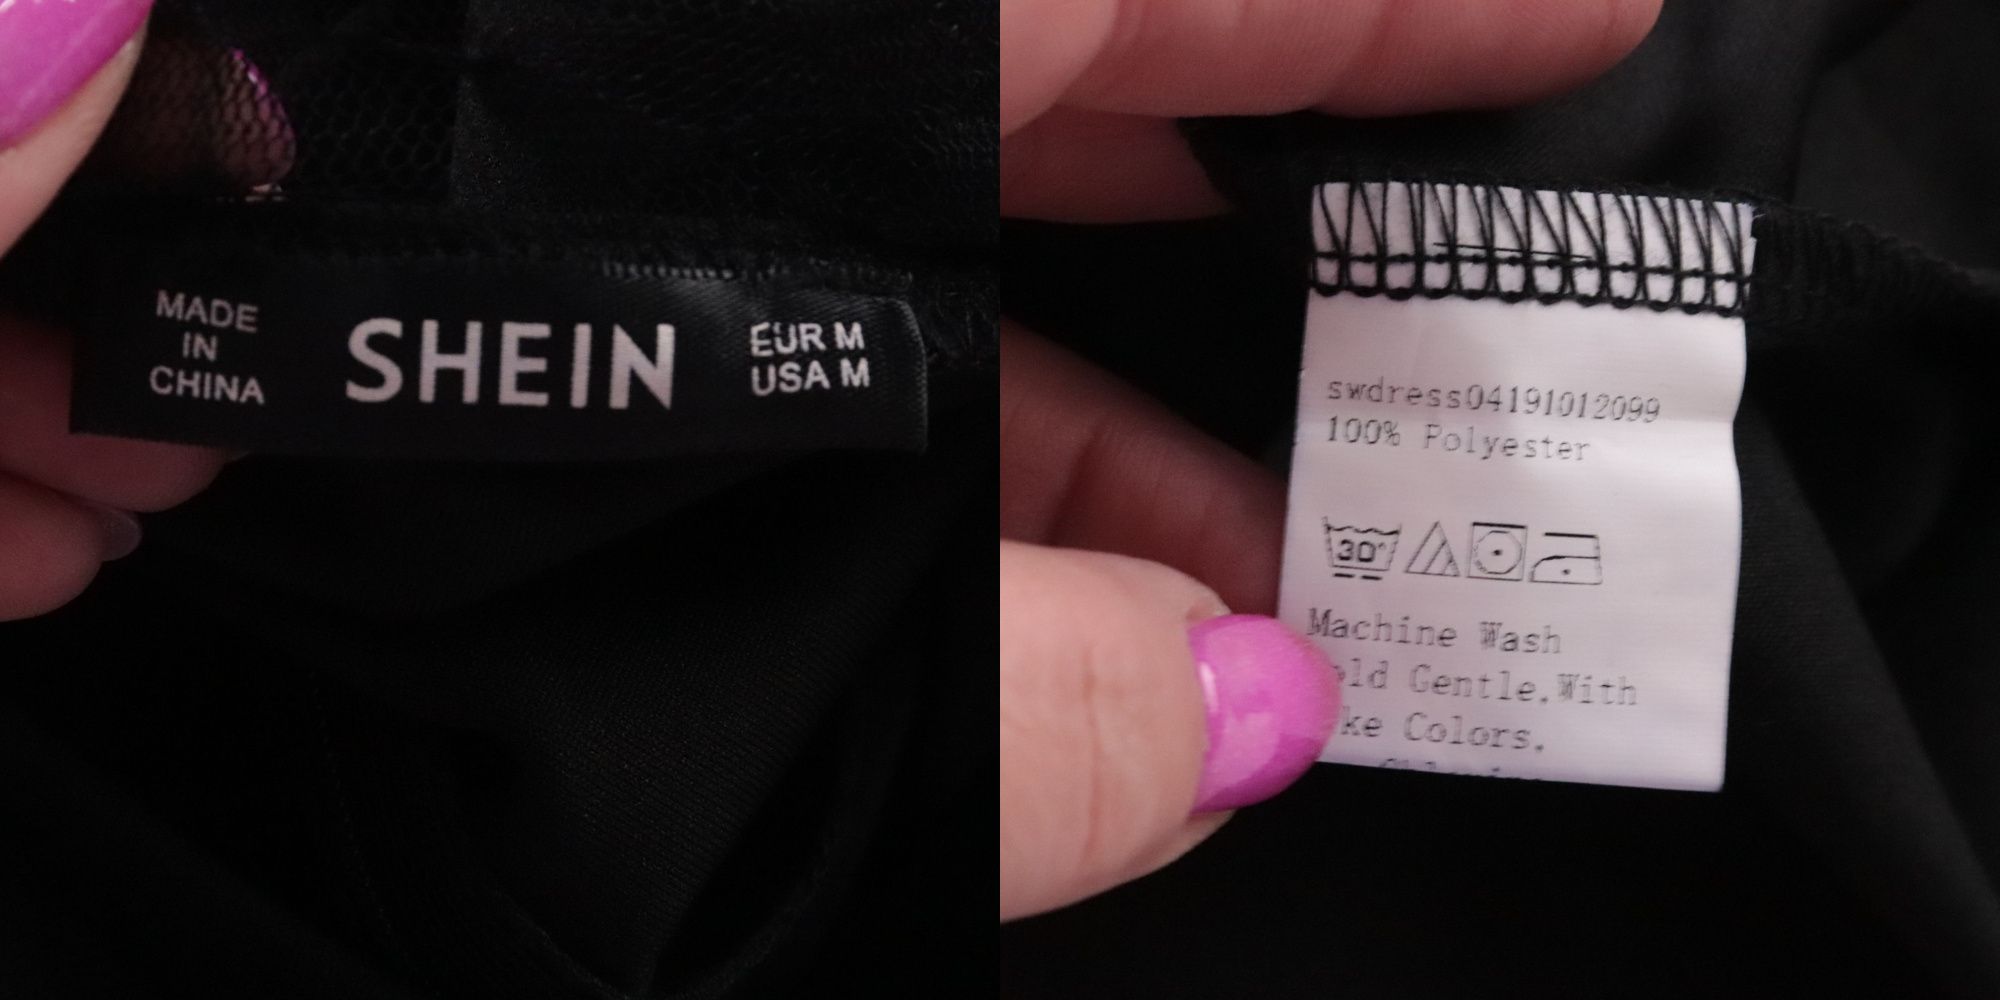 MADE
IN
CHINA
SHEIN
EUR M
USA M
swdress04191012099
100% Polyester
30°
Machine Wash
Gentle.With
Colors.